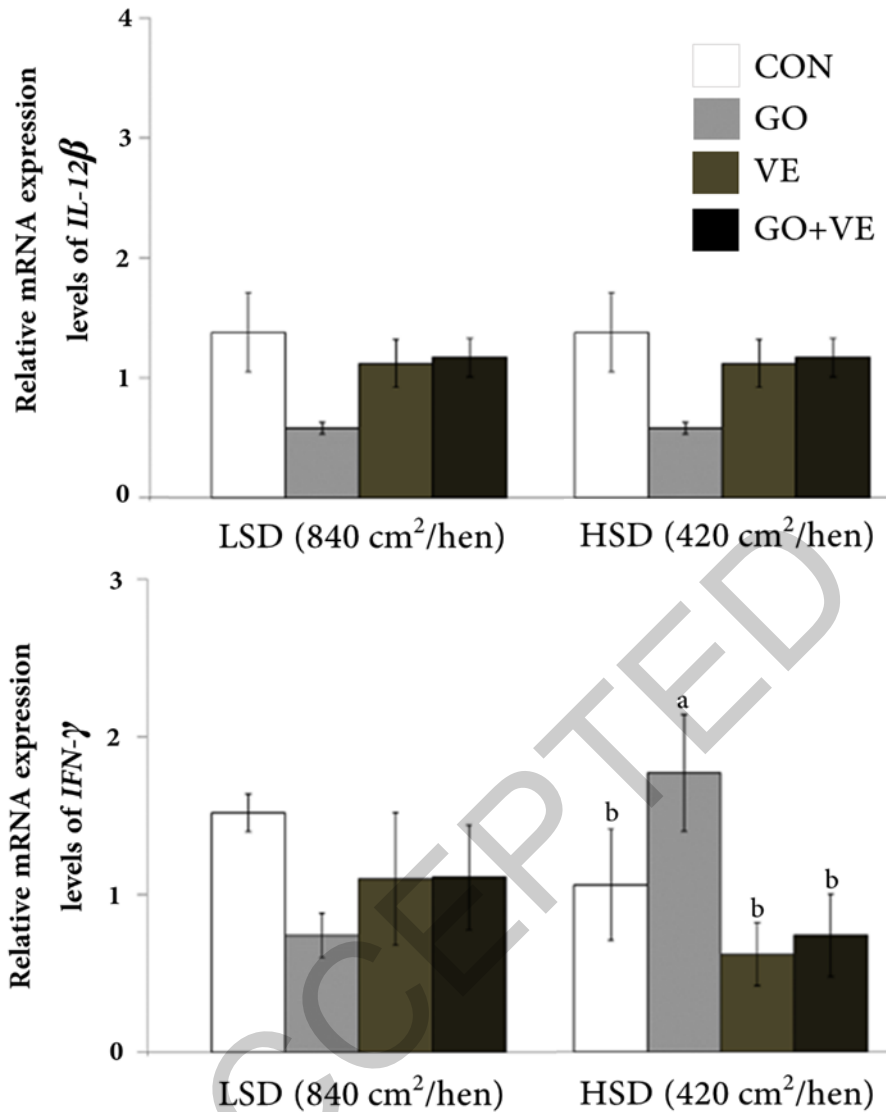 4
3
2
1
0
Relative mRNA expression
levels of IL-12β
CON
GO
VE
GO+VE
LSD (840 cm²/hen)
HSD (420 cm²/hen)
3
2
1
0
Relative mRNA expression
levels of IFN-γ
b
a
b
b
LSD (840 cm²/hen)
HSD (420 cm²/hen)
CCEPTED